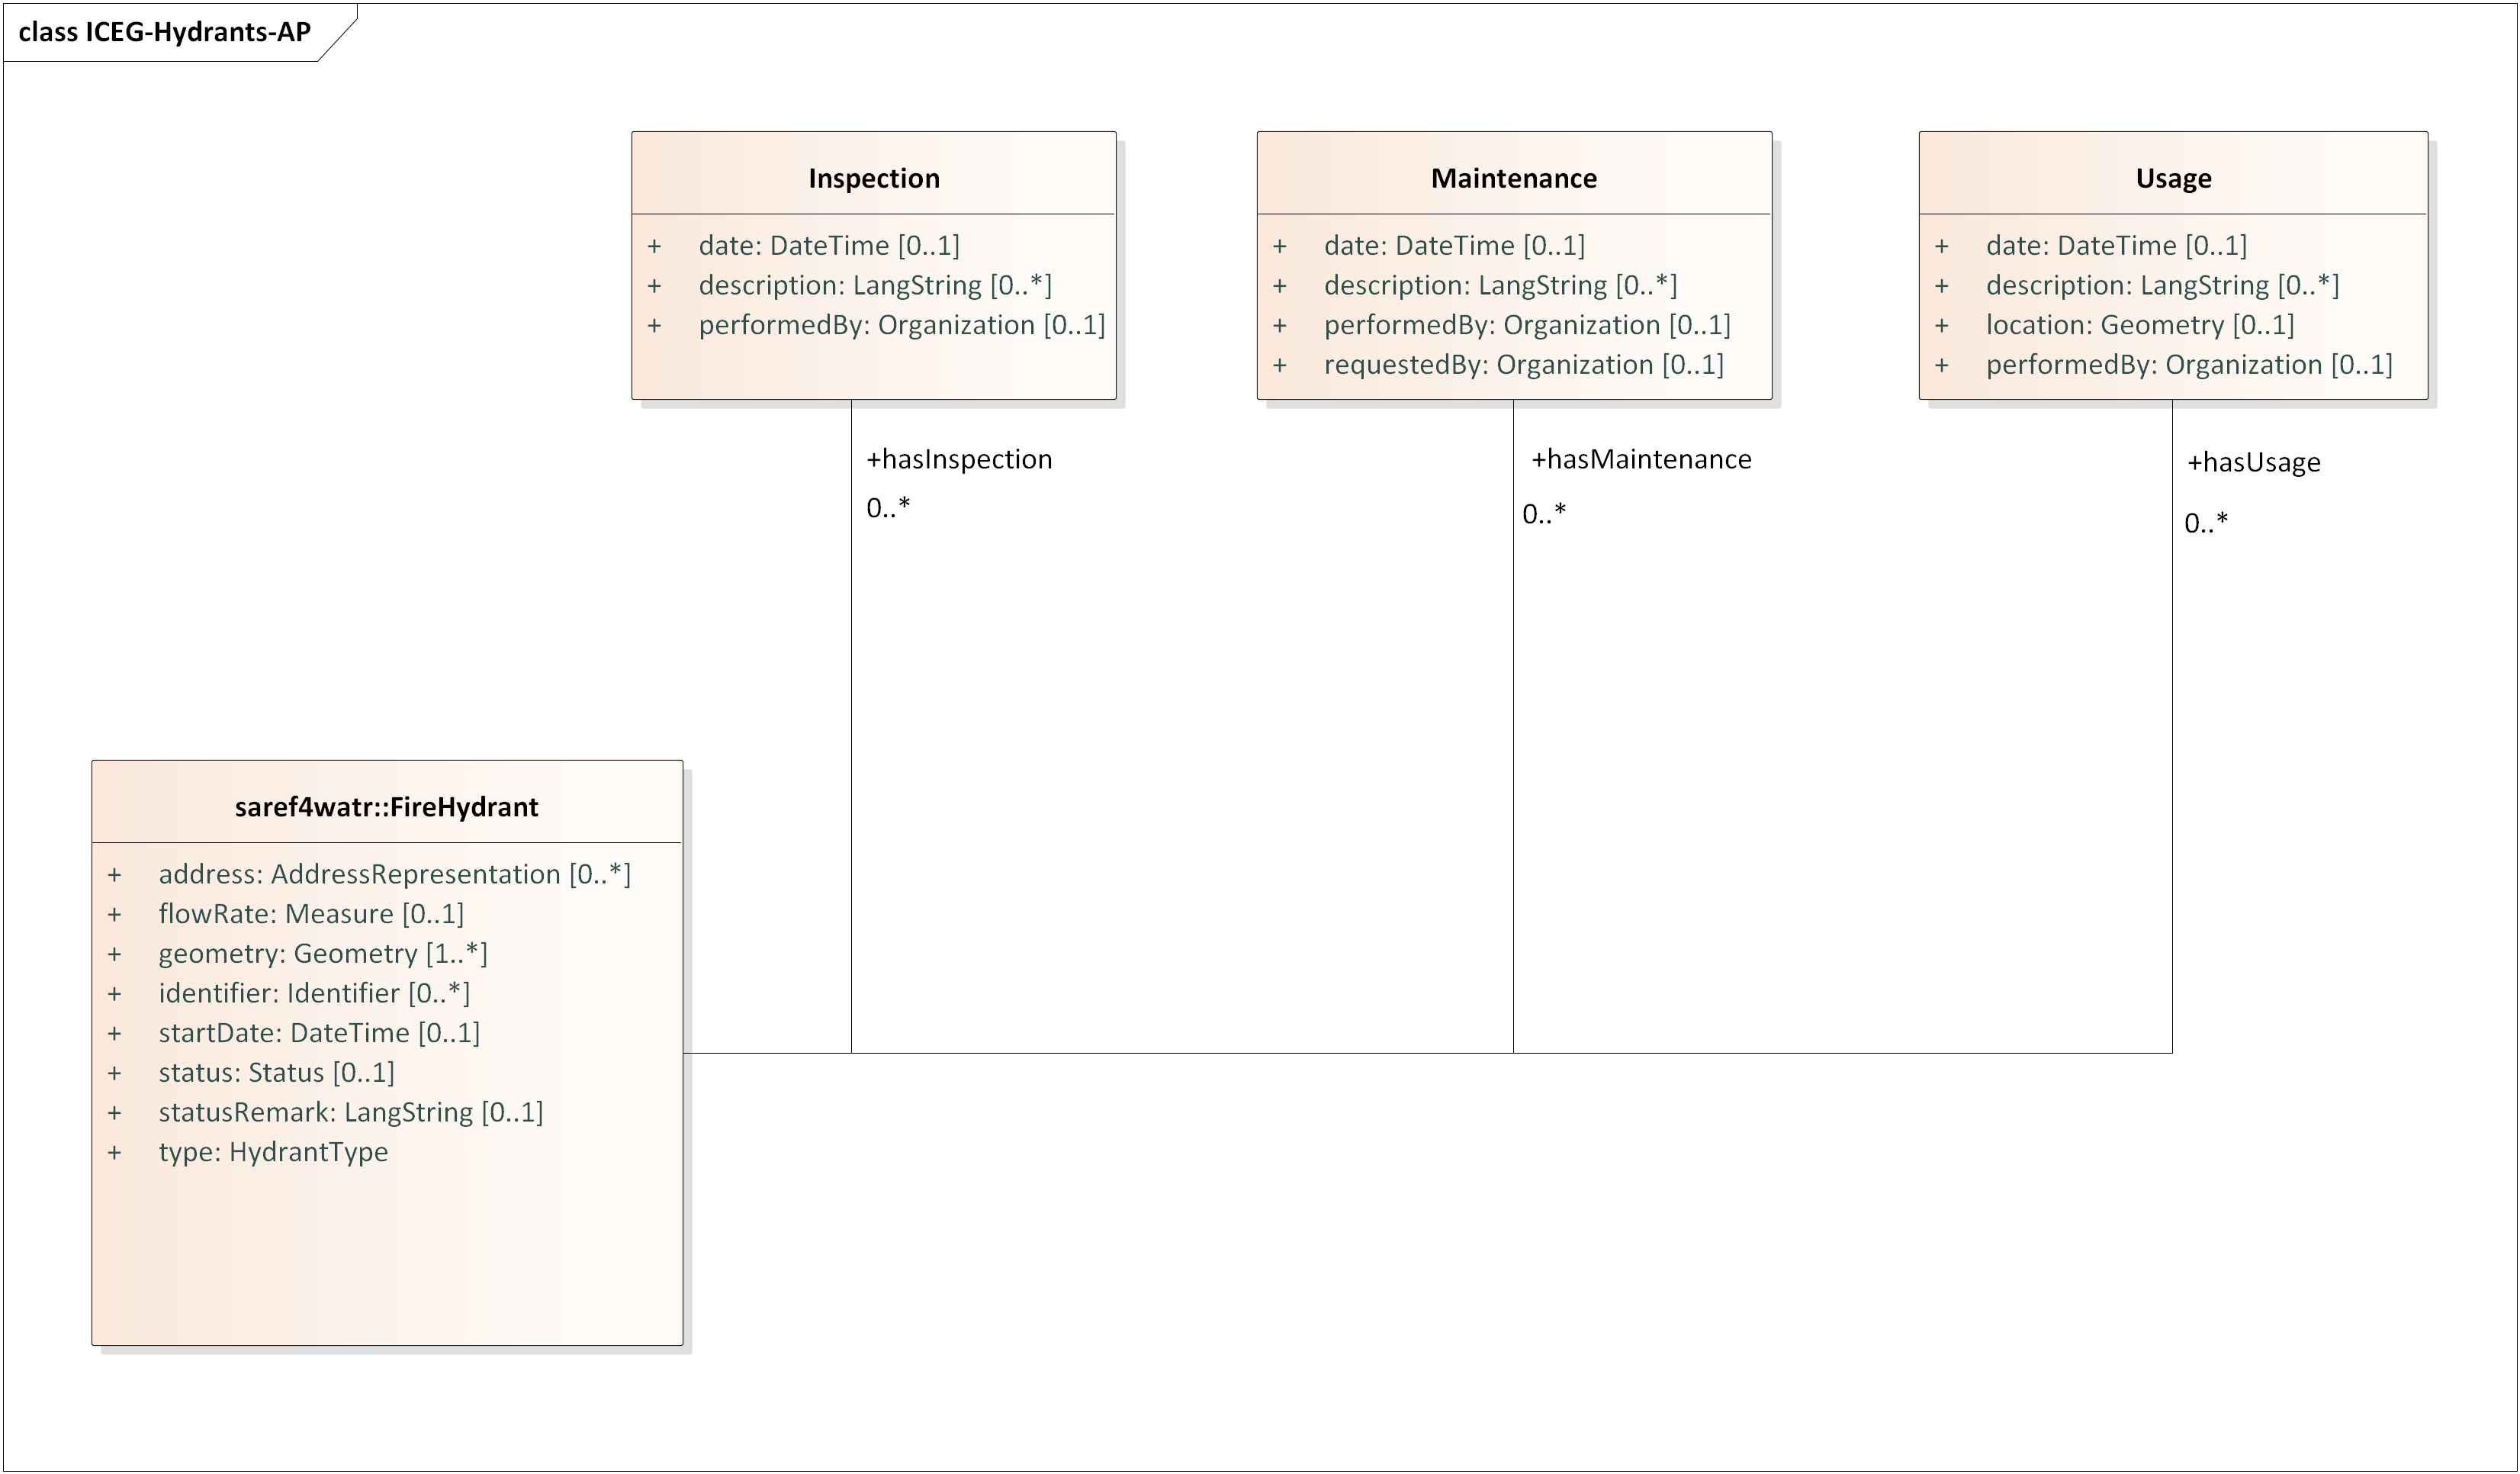 class ICEG-Hydrants-AP
Inspection
+ date: DateTime [0..1]
+ description: LangString [0..*]
+ performedBy: Organization [0..1]
Maintenance
+ date: DateTime [0..1]
+ description: LangString [0..*]
+ performedBy: Organization [0..1]
+ requestedBy: Organization [0..1]
Usage
+ date: DateTime [0..1]
+ description: LangString [0..*]
+ location: Geometry [0..1]
+ performedBy: Organization [0..1]
+hasInspection
0..*
+hasMaintenance
0..*
+hasUsage
0..*
saref4watr::FireHydrant
+ address: AddressRepresentation [0..*]
+ flowRate: Measure [0..1]
+ geometry: Geometry [1..*]
+ identifier: Identifier [0..*]
+ startDate: DateTime [0..1]
+ status: Status [0..1]
+ statusRemark: LangString [0..1]
+ type: HydrantType